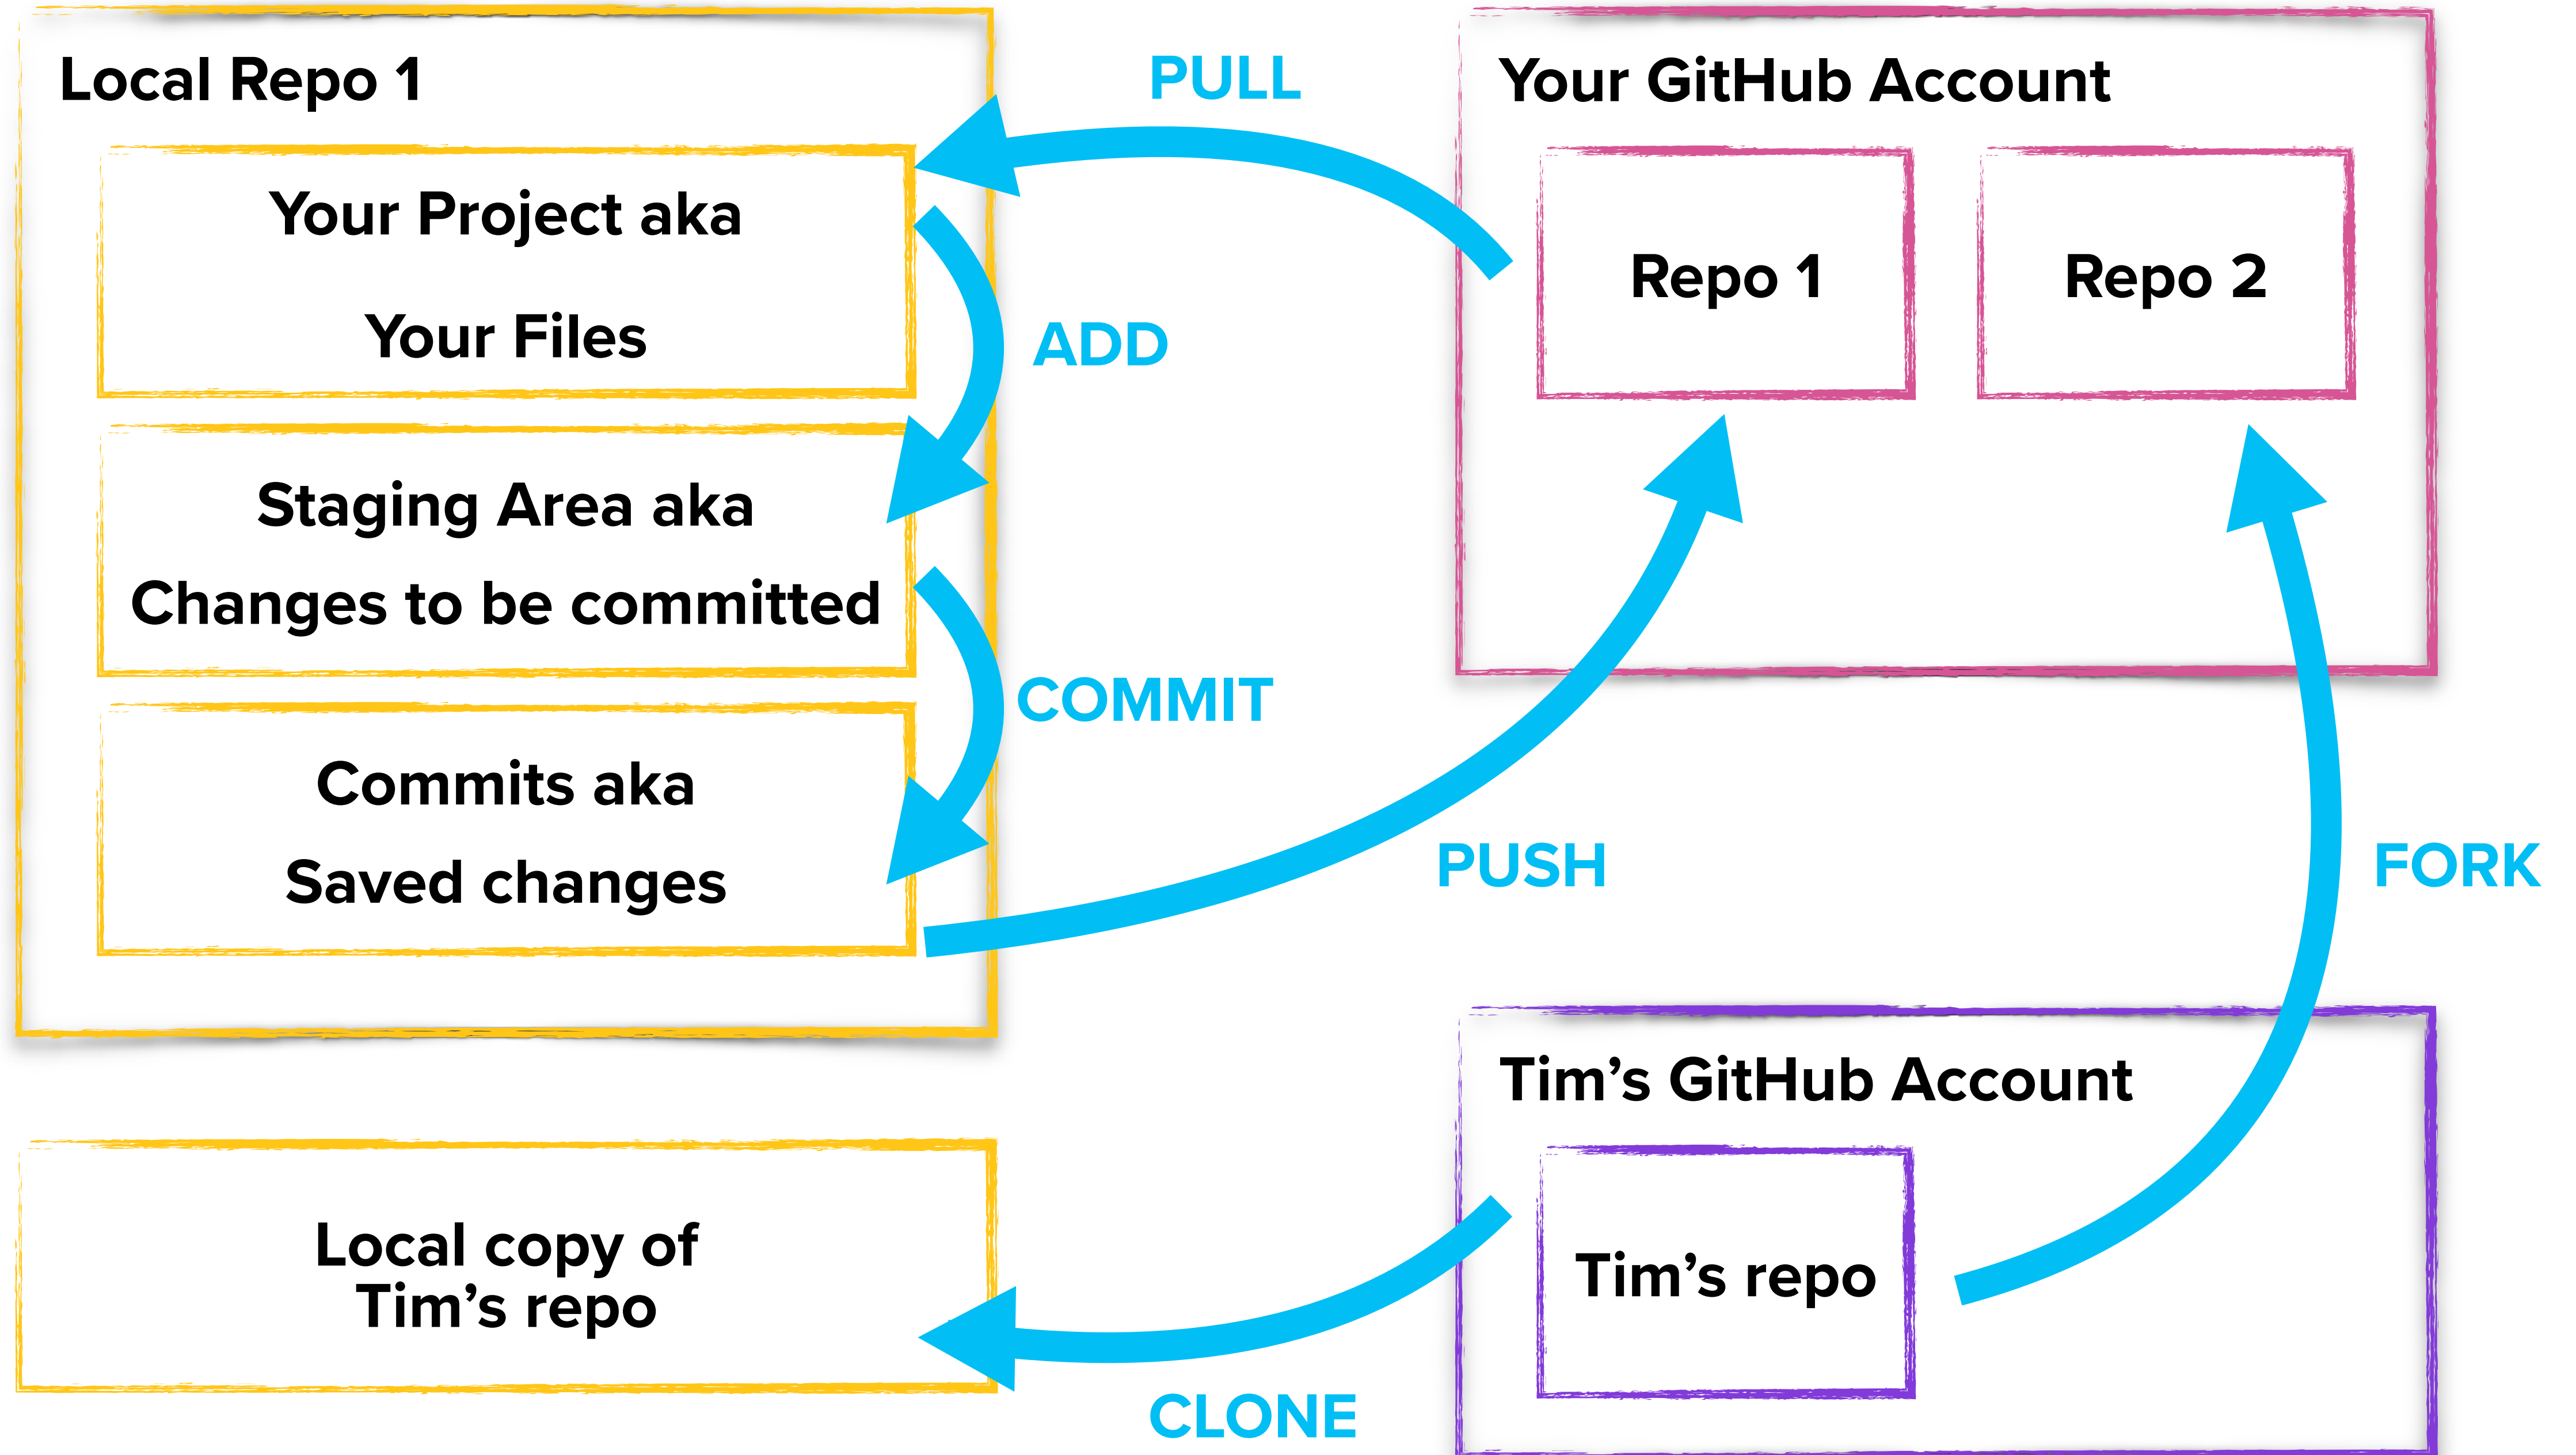 Local Repo 1
Your Project aka
Your Files
Staging Area aka
Changes to be committed
Commits aka
Saved changes
PULL
ADD
COMMIT
PUSH
Your GitHub Account
Repo 1
Repo 2
FORK
Tim’s GitHub Account
Tim’s repo
Local copy of
Tim’s repo
CLONE